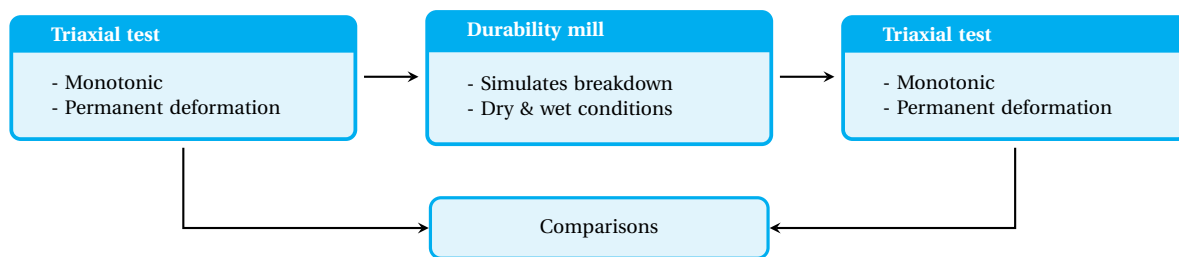 Triaxial test
- Monotonic
- Permanent deformation
Durability mill
- Simulates breakdown
- Dry & wet conditions
Triaxial test
- Monotonic
- Permanent deformation
Comparisons